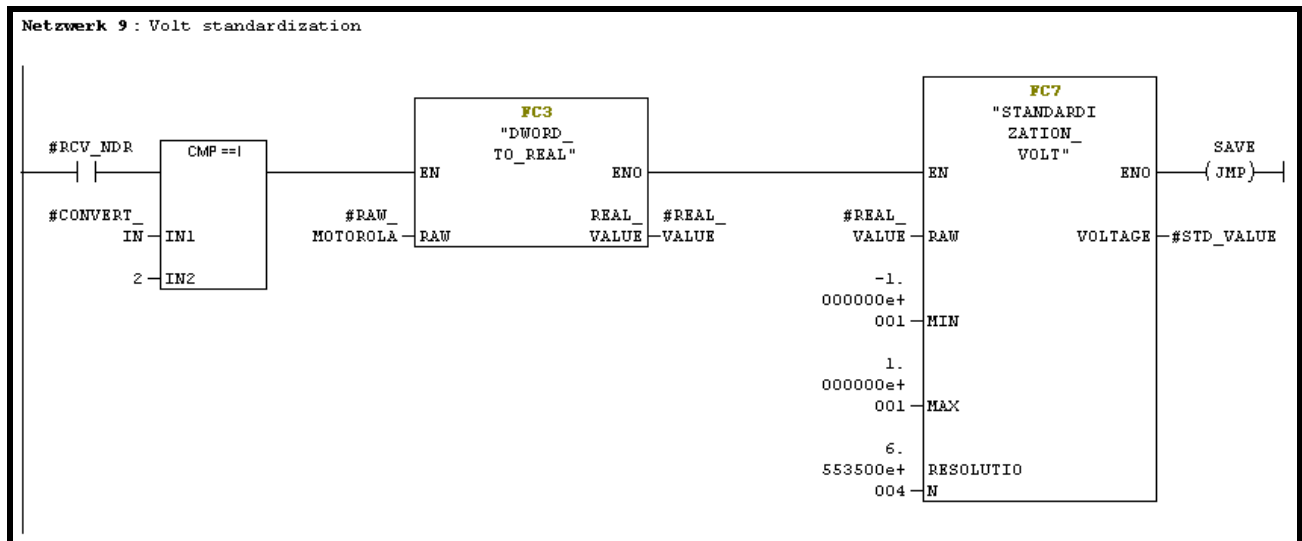 Netzwerk 9 : Volt standardization
#RCV_NDR
CMP ==I
#CONVERT_
IN
IN1
2
IN2
FC3
"DWORD_
TO_REAL"
EN
ENO
#RAW_
MOTOROLA
RAW
REAL_
VALUE
#REAL_
VALUE
FC7
"STANDARDI
ZATION_
VOLT"
EN
ENO
SAVE
JMP
#REAL_
VALUE
RAW
VOLTAGE
#STD_VALUE
-1.
000000e+
001
MIN
1.
000000e+
001
MAX
6.
553500e+
004
RESOLUTIO
N